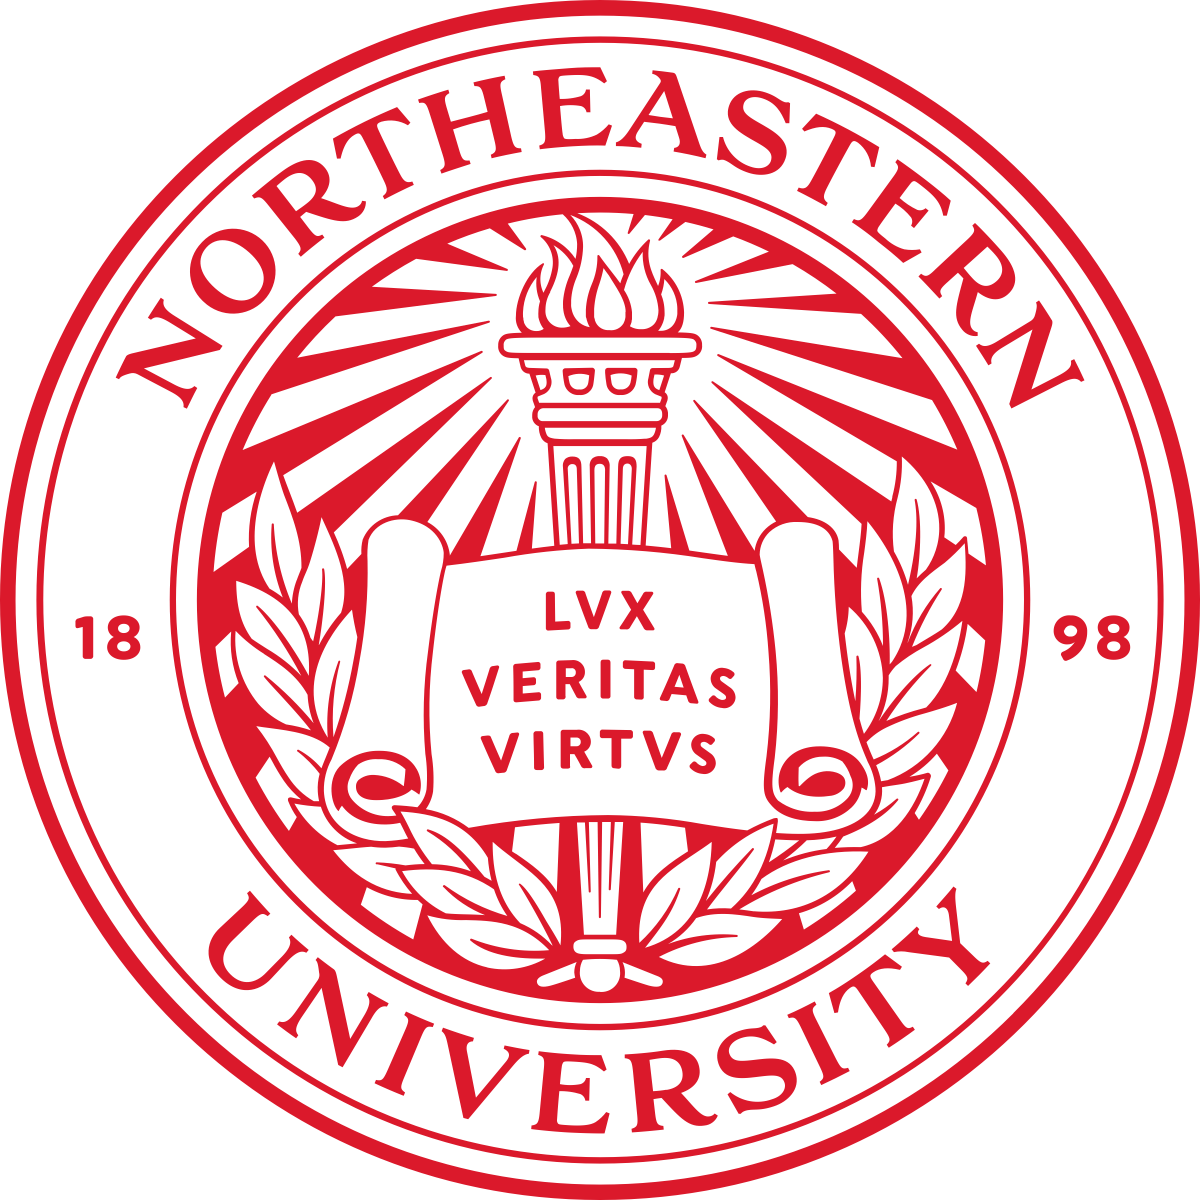 NORTHEASTERN
18
98
LVX
VERITAS
VIRTVS
UNIVERSITY